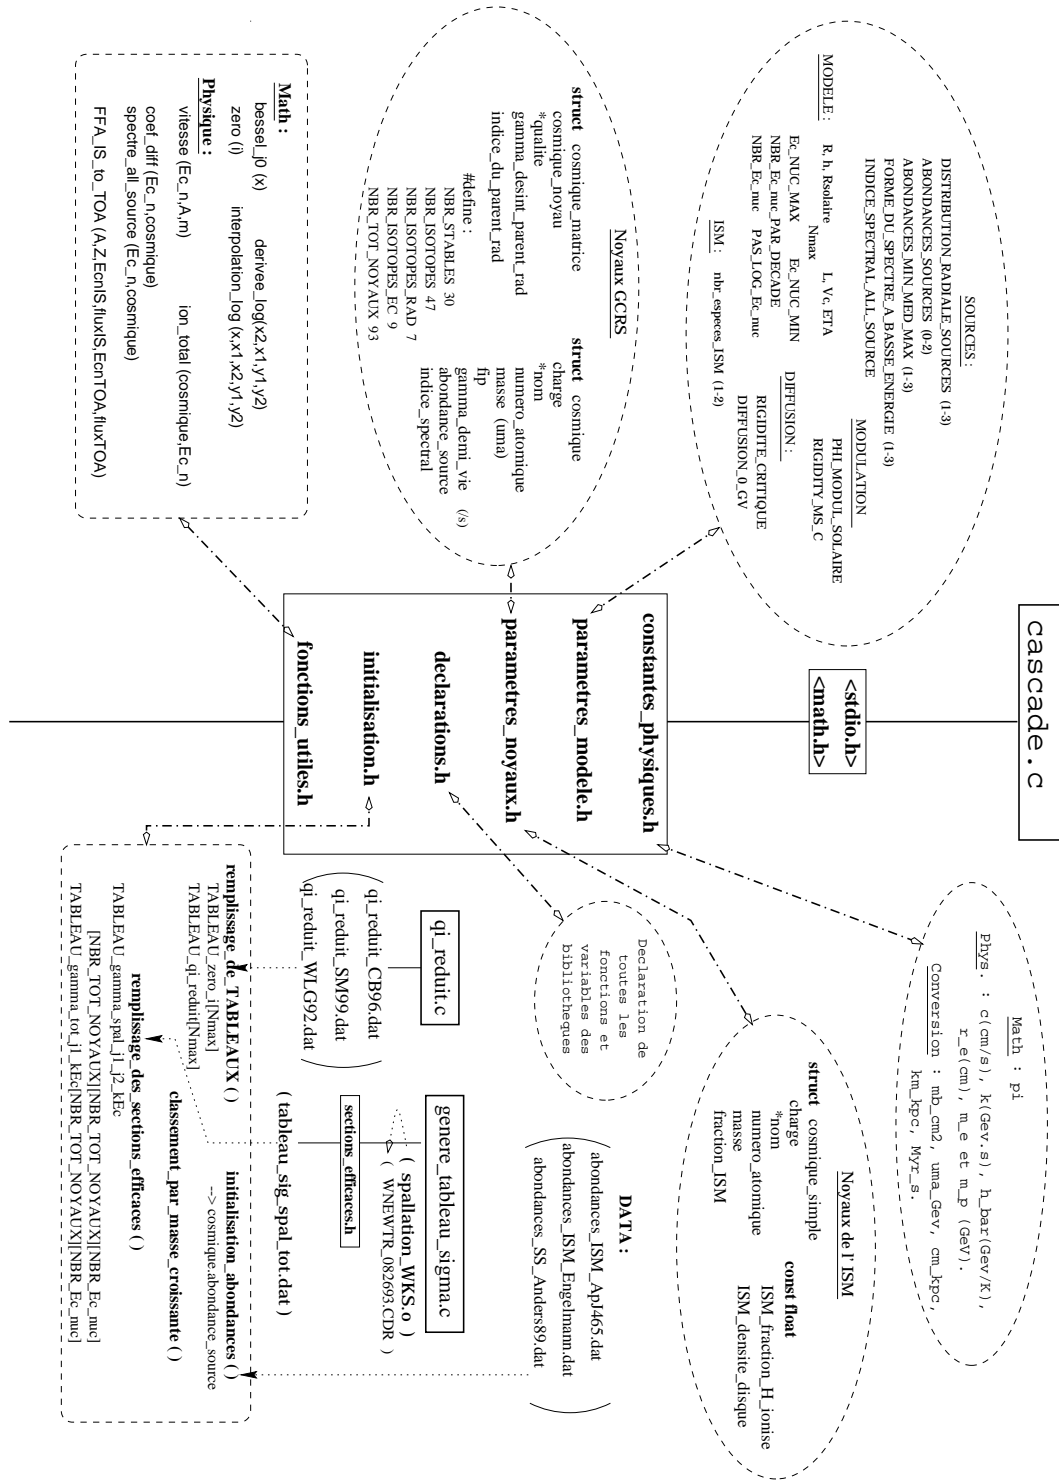 cascade.c
<stdio.h>
<math.h>
constantes_physiques.h
parametres_modele.h
parametres_noyaux.h
declarations.h
initialisation.h
fonctions_utiles.h
SOURCES :
DISTRIBUTION_RADIALE_SOURCES (1-3)
ABONDANCES_SOURCES (0-2)
ABONDANCES_MIN_MED_MAX (1-3)
FORME_DU_SPECTRE_A_BASSE_ENERGIE (1-3)
INDICE_SPECTRAL_ALL_SOURCE
MODULATION
PHI_MODUL_SOLAIRE
RIGIDITY_MS_C
MODELE : R, h, Rsolaire L, Vc, ETA
Nmax
Ec_NUC_MAX Ec_NUC_MIN
NBR_Ec_nuc_PAR_DECADE
NBR_Ec_nuc PAS_LOG_Ec_nuc
DIFFUSION :
RIGIDITE_CRITIQUE
DIFFUSION_0_GV
ISM : nbr_especes_ISM (1-2)
Noyaux GCRS
struct cosmique_matrice
cosmique_noyau
*qualite
gamma_desint_parent_rad
indice_du_parent_rad
struct cosmique
charge
*nom
numero_atomique
masse (uma)
fip
gamma_demi_vie (/s)
abondance_source
indice_spectral
#define :
NBR_STABLES 30
NBR_ISOTOPES 47
NBR_ISOTOPES_RAD 7
NBR_ISOTOPES_EC 9
NBR_TOT_NOYAUX 93
Math :
bessel_j0 (x) derivee_log(x2,x1,y1,y2)
zero (i) interpolation_log (x,x1,x2,y1,y2)
Physique :
vitesse (Ec_n,A,m) ion_total (cosmique,Ec_n)
coef_diff (Ec_n,cosmique)
spectre_all_source (Ec_n,cosmique)
FFA_IS_to_TOA (A,Z,EcnIS,fluxIS,EcnTOA,fluxTOA)
Math : pi
Phys. : c(cm/s), k(Gev.s), h_bar(Gev/K),
r_e(cm), m_e et m_p (GeV).
Conversion : mb_cm2, uma_Gev, cm_kpc,
km_kpc, Myr_s.
Noyaux de l' ISM
struct cosmique_simple
charge
*nom
numero_atomique
masse
fraction_ISM
const float
ISM_fraction_H_ionise
ISM_densite_disque
Declaration de
toutes les
fonctions et
variables des
bibliotheques
DATA :
abondances_ISM_ApJ465.dat
abondances_ISM_Engelmann.dat
abondances_SS_Anders89.dat
qi_reduit.c
qi_reduit_CB96.dat
qi_reduit_SM99.dat
qi_reduit_WLG92.dat
genere_tableau_sigma.c
( spallation_WKS.o )
( WNEWTR_082693.CDR )
sections_efficaces.h
( tableau_sig_spal_tot.dat )
remplissage_de_TABLEAUX ( )
TABLEAU_zero_i[Nmax]
TABLEAU_qi_reduit[Nmax]
initialisation_abondances ( )
--> cosmique.abondance_source
classement_par_masse_croissante ( )
remplissage_des_sections_efficaces ( )
TABLEAU_gamma_spal_j1_j2_kEc
[NBR_TOT_NOYAUX][NBR_TOT_NOYAUX][NBR_Ec_nuc]
TABLEAU_gamma_tot_j1_kEc[NBR_TOT_NOYAUX][NBR_Ec_nuc]